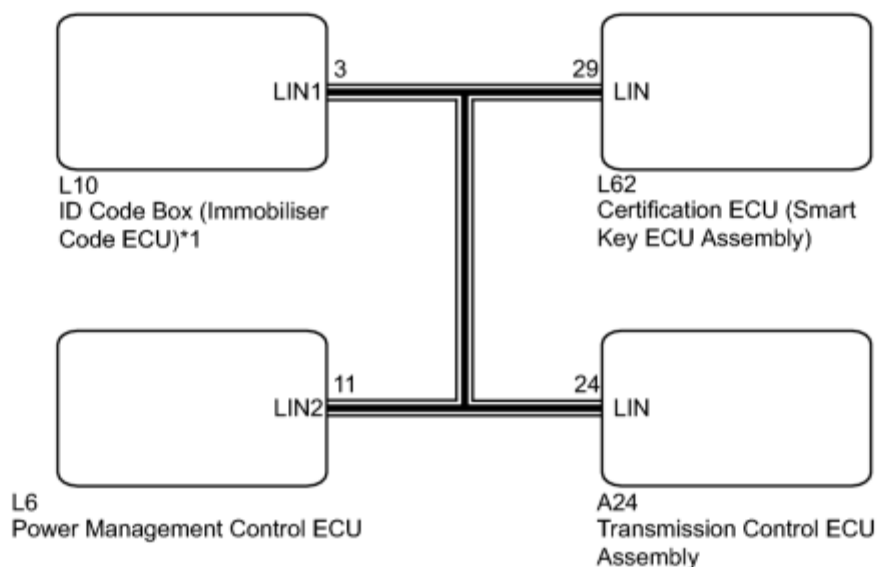 3
29
LIN1
LIN
L10
ID Code Box (Immobiliser
Code ECU)*1
L62
Certification ECU (Smart
Key ECU Assembly)
11
24
LIN2
LIN
L6
Power Management Control ECU
A24
Transmission Control ECU
Assembly